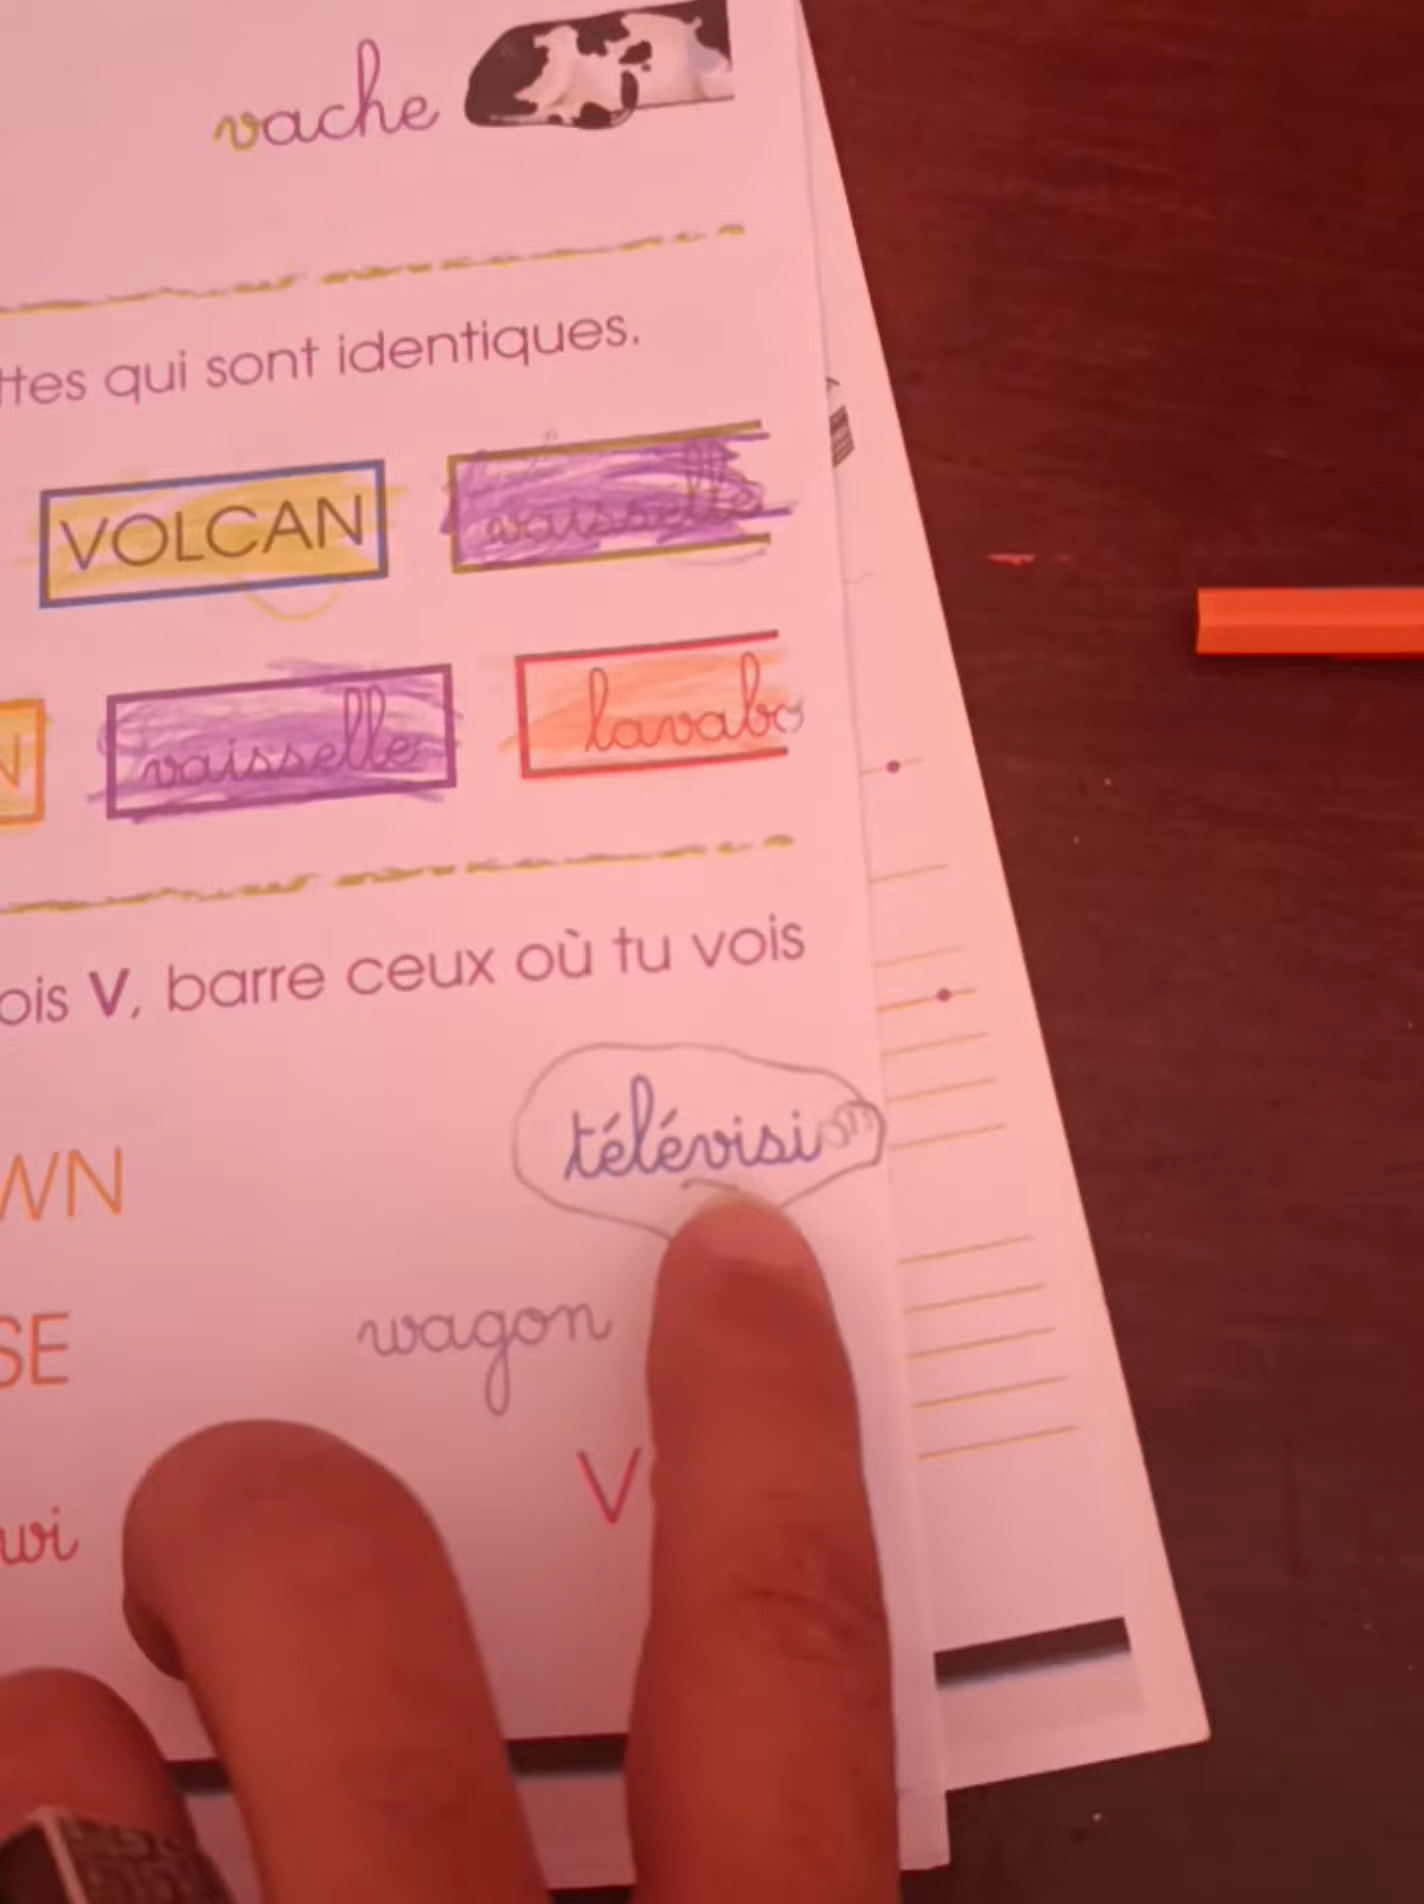 vache
ttes qui sont identiques.
VOLCAN vaisselle
N vaisselle lavabo
ois V, barre ceux où tu vois
WN télévision
SE wagon
wi V